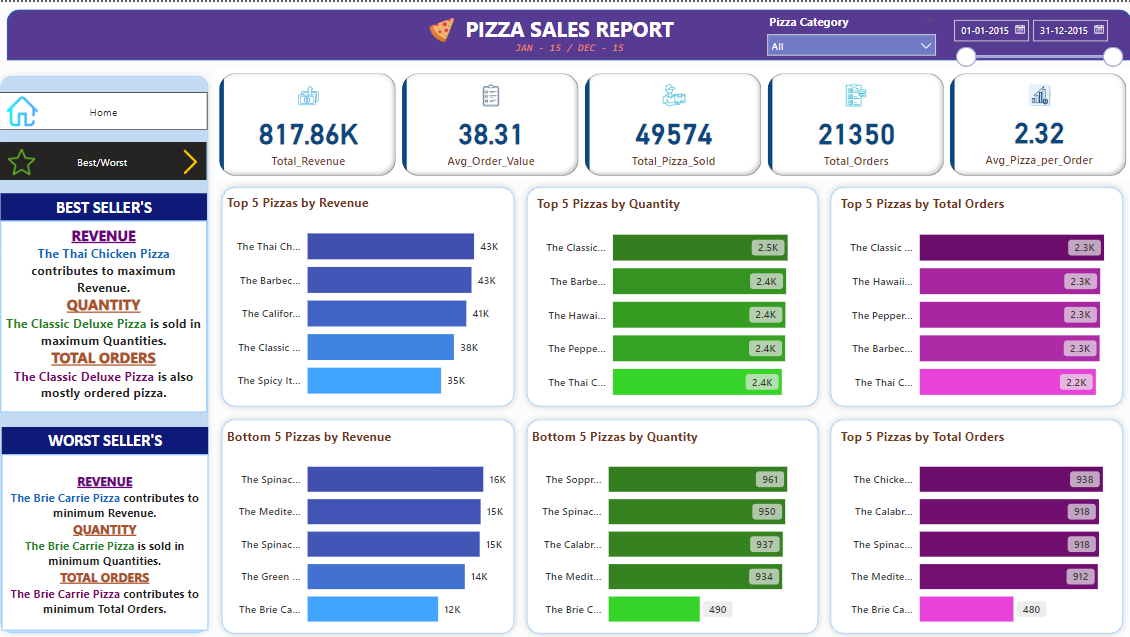 PIZZA SALES REPORT
JAN - 15 / DEC - 15
Pizza Category
All
01-01-2015
31-12-2015
Home
Best/Worst
817.86K
Total_Revenue
38.31
Avg_Order_Value
49574
Total_Pizza_Sold
21350
Total_Orders
2.32
Avg_Pizza_per_Order
BEST SELLER'S
REVENUE
The Thai Chicken Pizza
contributes to maximum
Revenue.
QUANTITY
The Classic Deluxe Pizza is sold in
maximum Quantities.
TOTAL ORDERS
The Classic Deluxe Pizza is also
mostly ordered pizza.
WORST SELLER'S
REVENUE
The Brie Carrie Pizza contributes to
minimum Revenue.
QUANTITY
The Brie Carrie Pizza is sold in
minimum Quantities.
TOTAL ORDERS
The Brie Carrie Pizza contributes to
minimum Total Orders.
Top 5 Pizzas by Revenue
The Thai Ch... 43K
The Barbec... 43K
The Califor... 41K
The Classic ... 38K
The Spicy It... 35K
Top 5 Pizzas by Quantity
The Classic... 2.5K
The Barbe... 2.4K
The Hawai... 2.4K
The Peppe... 2.4K
The Thai C... 2.4K
Top 5 Pizzas by Total Orders
The Classic ... 2.3K
The Hawaii... 2.3K
The Pepper... 2.3K
The Barbec... 2.3K
The Thai C... 2.2K
Bottom 5 Pizzas by Revenue
The Spinac... 16K
The Medite... 15K
The Spinac... 15K
The Green ... 14K
The Brie Ca... 12K
Bottom 5 Pizzas by Quantity
The Soppr... 961
The Spinac... 950
The Calabr... 937
The Medit... 934
The Brie C... 490
Top 5 Pizzas by Total Orders
The Chicke... 938
The Calabr... 918
The Spinac... 918
The Medite... 912
The Brie Ca... 480